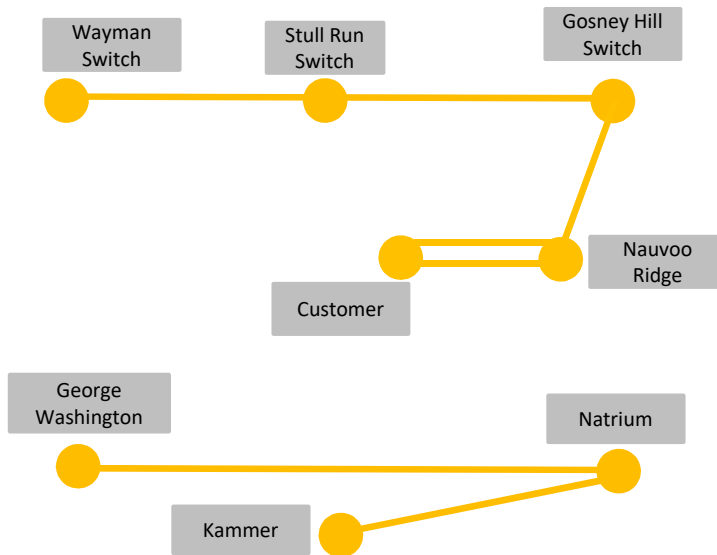 Wayman
Switch
Stull Run
Switch
Gosney Hill
Switch
Nauvoo
Ridge
Customer
George
Washington
Natrium
Kammer